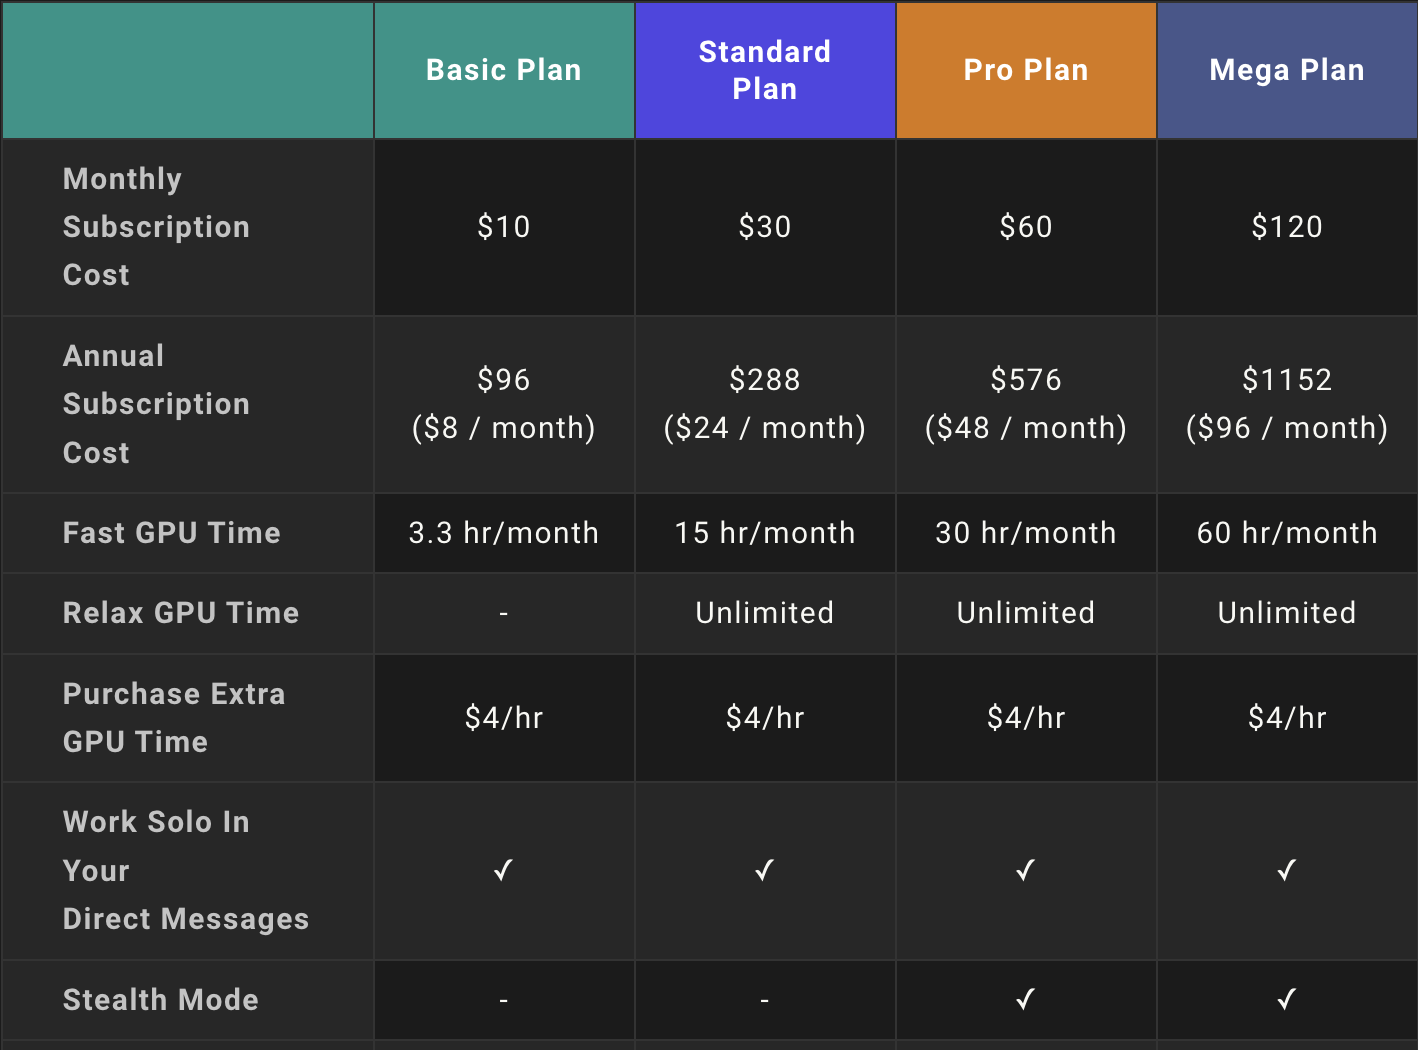 Basic Plan
Standard
Plan
Pro Plan
Mega Plan
Monthly
Subscription
Cost
$10
$30
$60
$120
Annual
Subscription
Cost
$96
($8 / month)
$288
($24 / month)
$576
($48 / month)
$1152
($96 / month)
Fast GPU Time
3.3 hr/month
15 hr/month
30 hr/month
60 hr/month
Relax GPU Time
-
Unlimited
Unlimited
Unlimited
Purchase Extra
GPU Time
$4/hr
$4/hr
$4/hr
$4/hr
Work Solo In
Your
Direct Messages
✓
✓
✓
✓
Stealth Mode
-
-
✓
✓